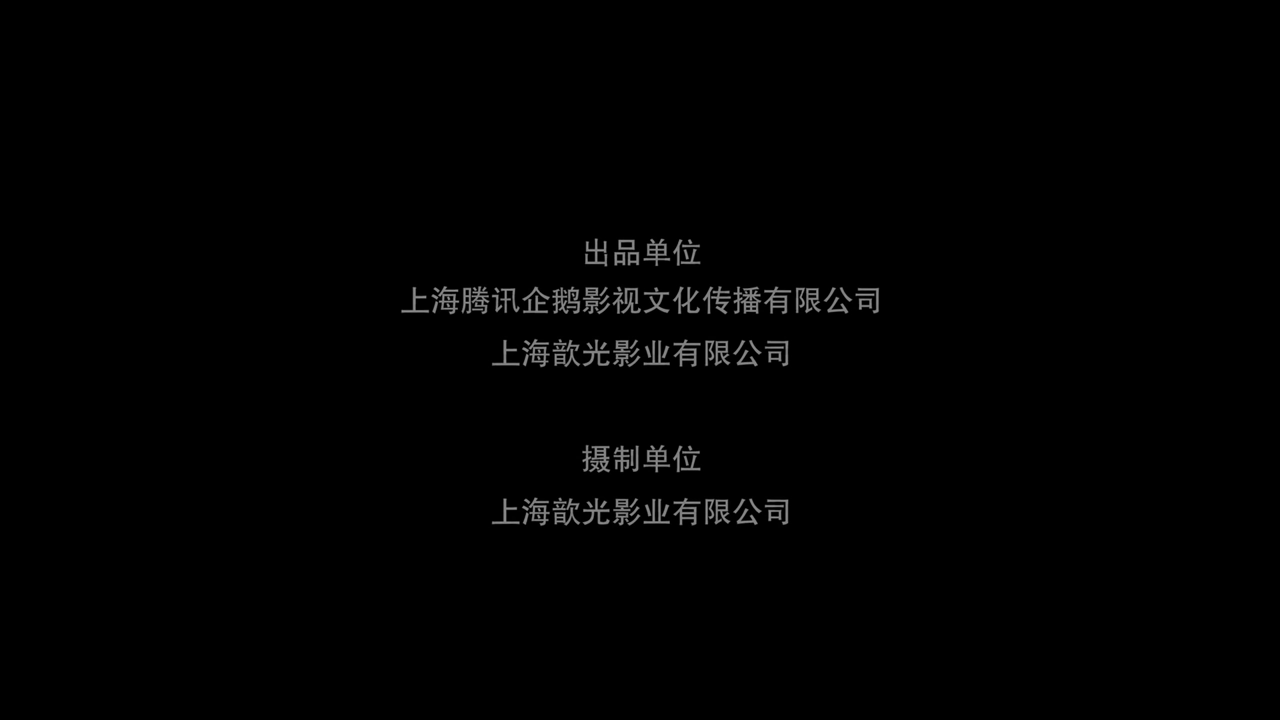 出品单位
上海腾讯企鹅影视文化传播有限公司
上海歆光影业有限公司
摄制单位
上海歆光影业有限公司